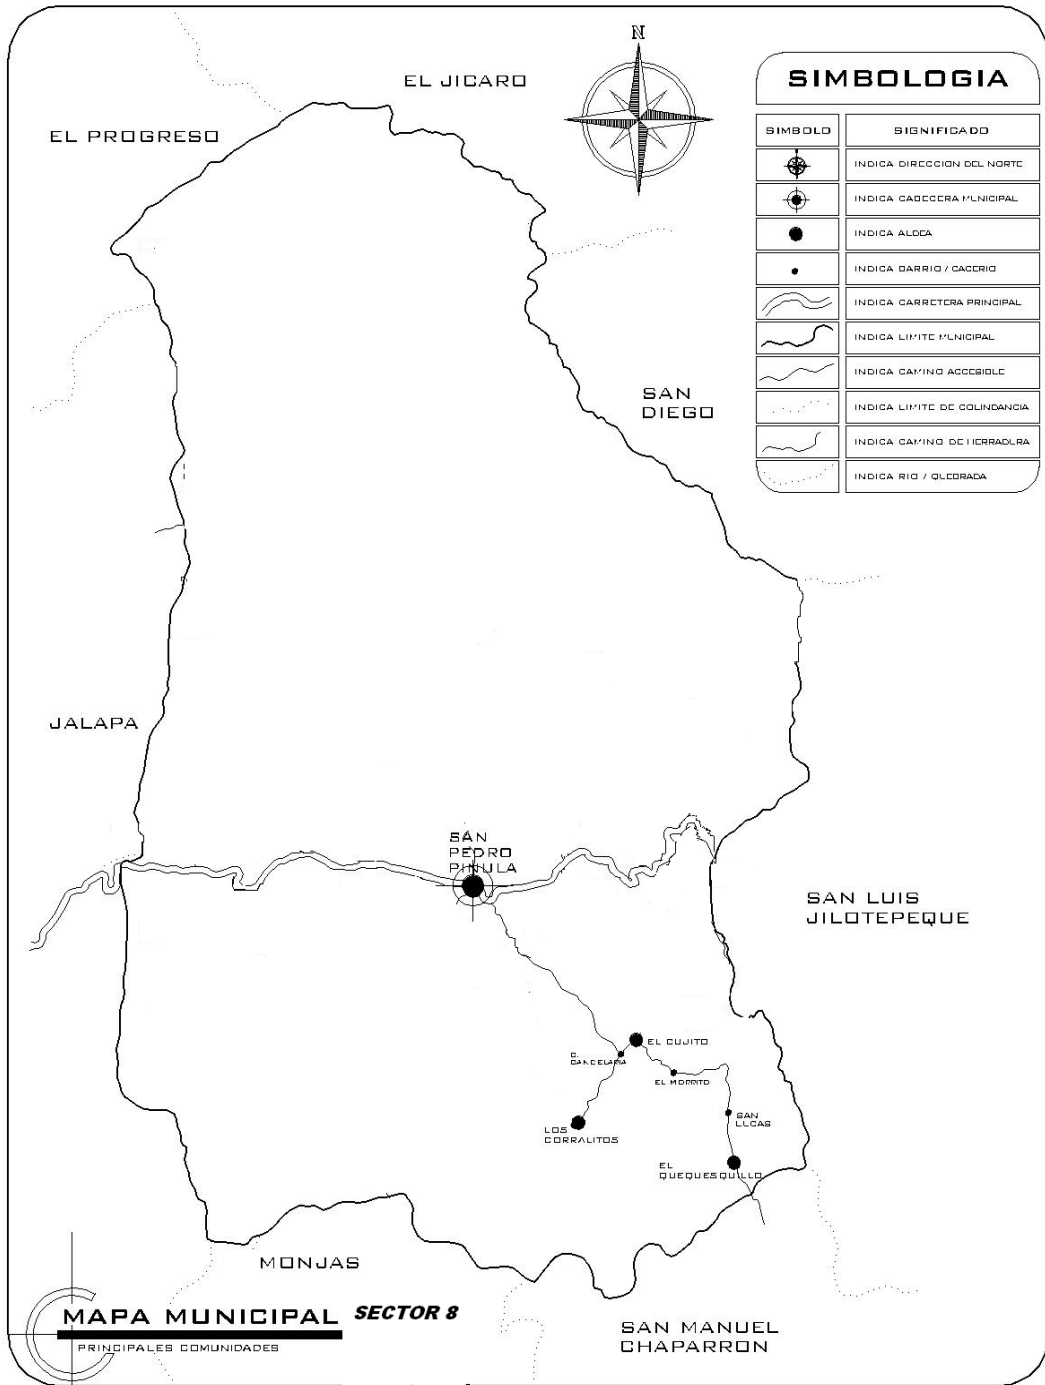 N
EL JICARO
EL PROGRESO
SIMBOLOGIA
SIMBOLO
SIGNIFICADO
INDICA DIRECCION DEL NORTE
INDICA CABECERA MUNICIPAL
INDICA ALDEA
INDICA BARRIO / CACERIO
INDICA CARRETERA PRINCIPAL
INDICA LIMITE MUNICIPAL
INDICA CAMINO ACCESIBLE
INDICA LIMITE DE COLINDANCIA
INDICA CAMINO DE HERRADURA
INDICA RIO / QUEBRADA
SAN
DIEGO
JALAPA
SAN
PEDRO
PINULA
SAN LUIS
JILOTEPEQUE
EL CUJITO
C.
CANDELARIA
EL MORRITO
SAN
LUCAS
LOS
CORRALITOS
EL
QUEQUESQUILLO
MONJAS
MAPA MUNICIPAL SECTOR 8
PRINCIPALES COMUNIDADES
SAN MANUEL
CHAPARRON